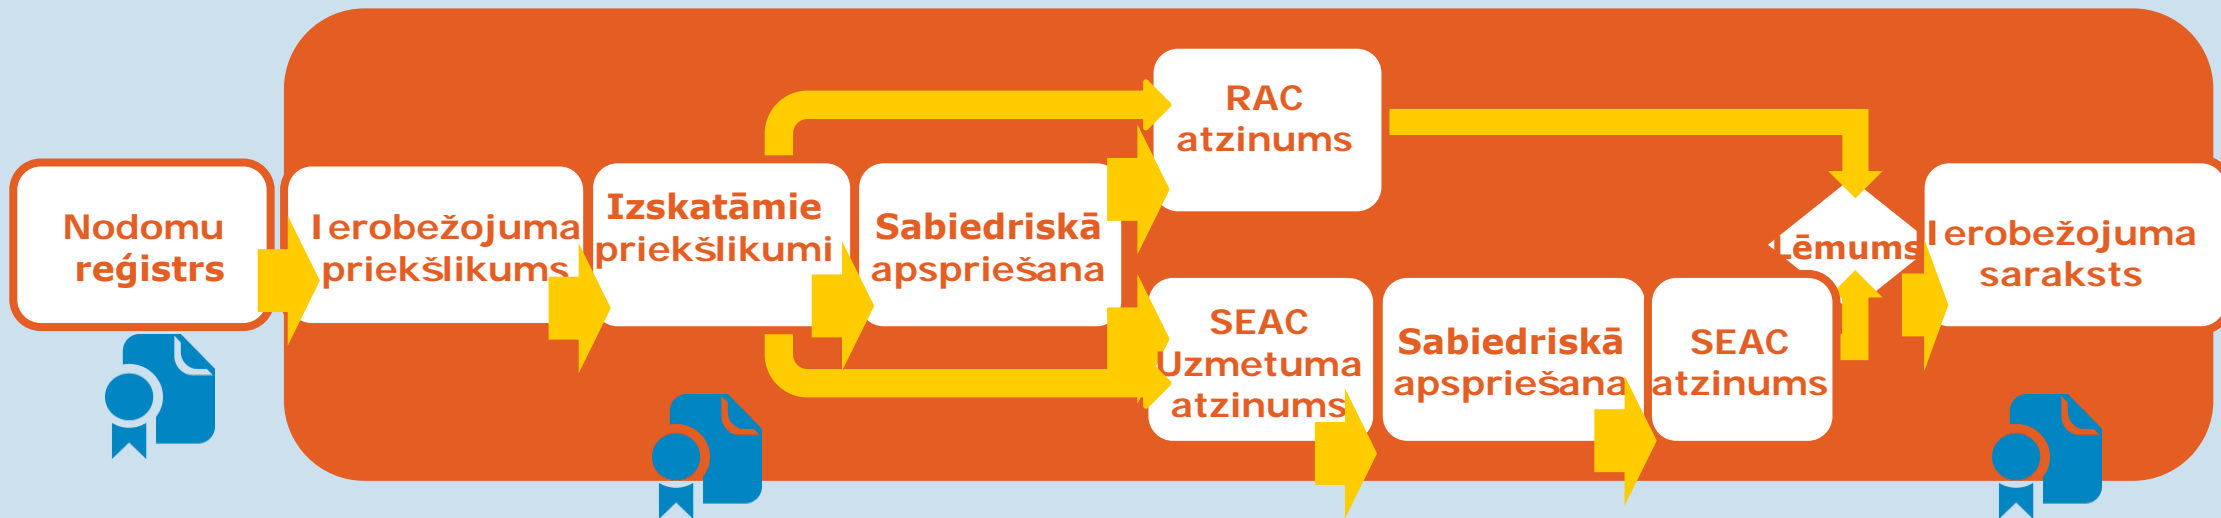 Nodomu
reģistrs
Ierobežojuma
priekšlikums
Izskatāmie
priekšlikumi
Sabiedriskā
apspriešana
RAC
atzinums
SEAC
Uzmetuma
atzinums
Sabiedriskā
apspriešana
SEAC
atzinums
Lēmums
Ierobežojuma
saraksts